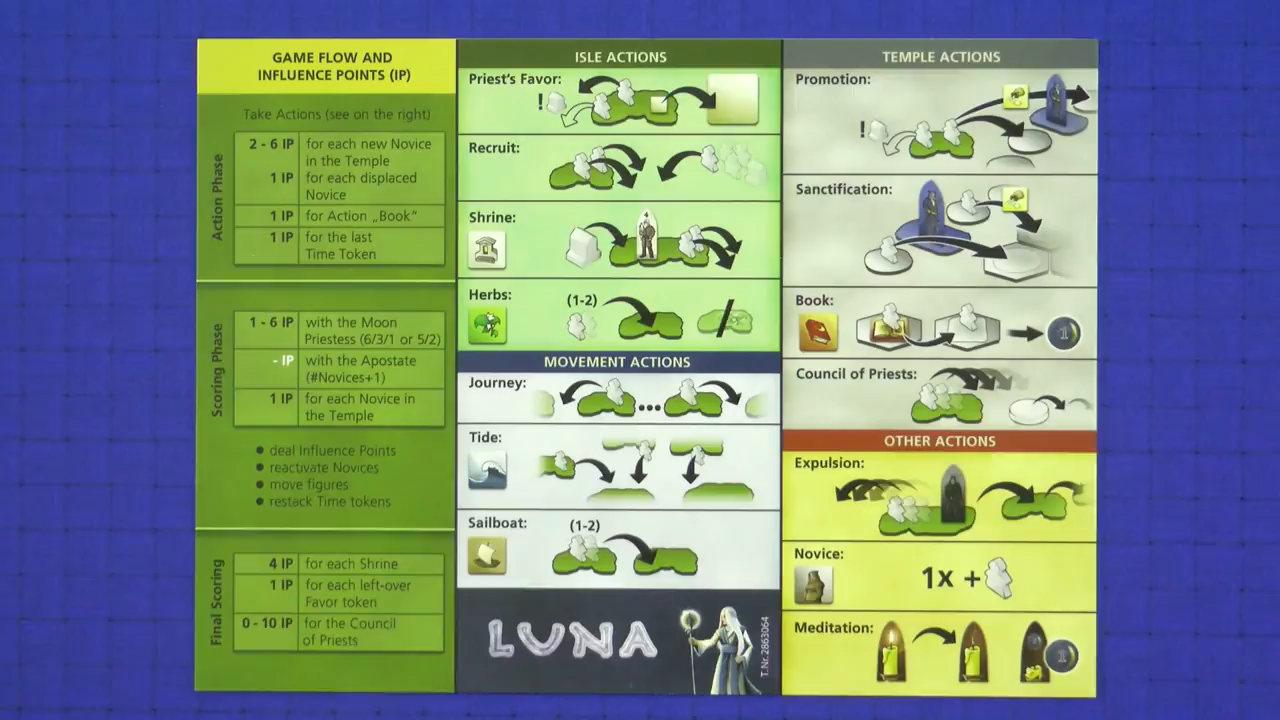 GAME FLOW AND
INFLUENCE POINTS (IP)
Take Actions (see on the right)
Action Phase
2 - 6 IP for each new Novice
in the Temple
1 IP for each displaced
Novice
1 IP for Action „Book"
1 IP for the last
Time Token
Scoring Phase
1 - 6 IP with the Moon
Priestess (6/3/1 or 5/2)
- IP with the Apostate
(#Novices+1)
1 IP for each Novice in
the Temple
• deal Influence Points
• reactivate Novices
• move figures
• restack Time tokens
Final Scoring
4 IP for each Shrine
1 IP for each left-over
Favor token
0 - 10 IP for the Council
of Priests
ISLE ACTIONS
Priest's Favor:
!
Recruit:
Shrine:
4
Herbs:
(1-2)
/
MOVEMENT ACTIONS
Journey:
...
Tide:
Sailboat:
(1-2)
LUNA
T.Nr. 2863064
TEMPLE ACTIONS
Promotion:
!
Sanctification:
Book:
1
Council of Priests:
OTHER ACTIONS
Expulsion:
Novice:
1x +
Meditation:
1